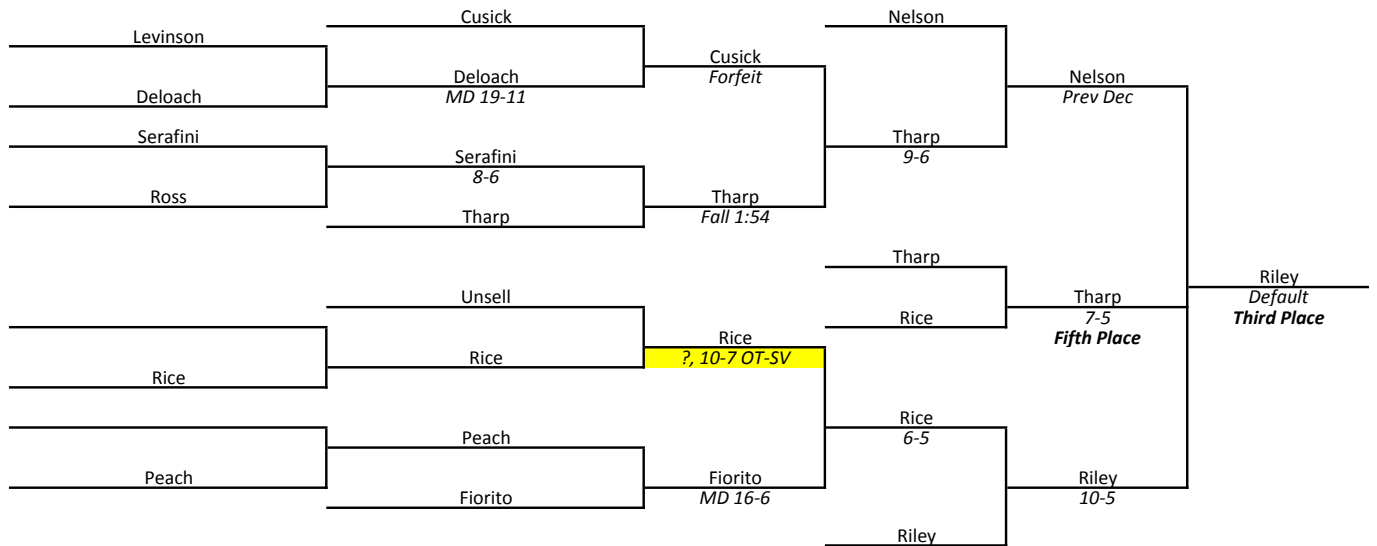 Cusick
Nelson
Levinson
Cusick
Forfeit
Deloach
MD 19-11
Nelson
Prev Dec
Deloach
Serafini
Tharp
9-6
Serafini
8-6
Ross
Tharp
Fall 1:54
Tharp
Tharp
Riley
Default
Third Place
Unsell
Tharp
7-5
Fifth Place
Rice
Rice
?, 10-7 OT-SV
Rice
Rice
Rice
6-5
Peach
Peach
Fiorito
MD 16-6
Riley
10-5
Fiorito
Riley